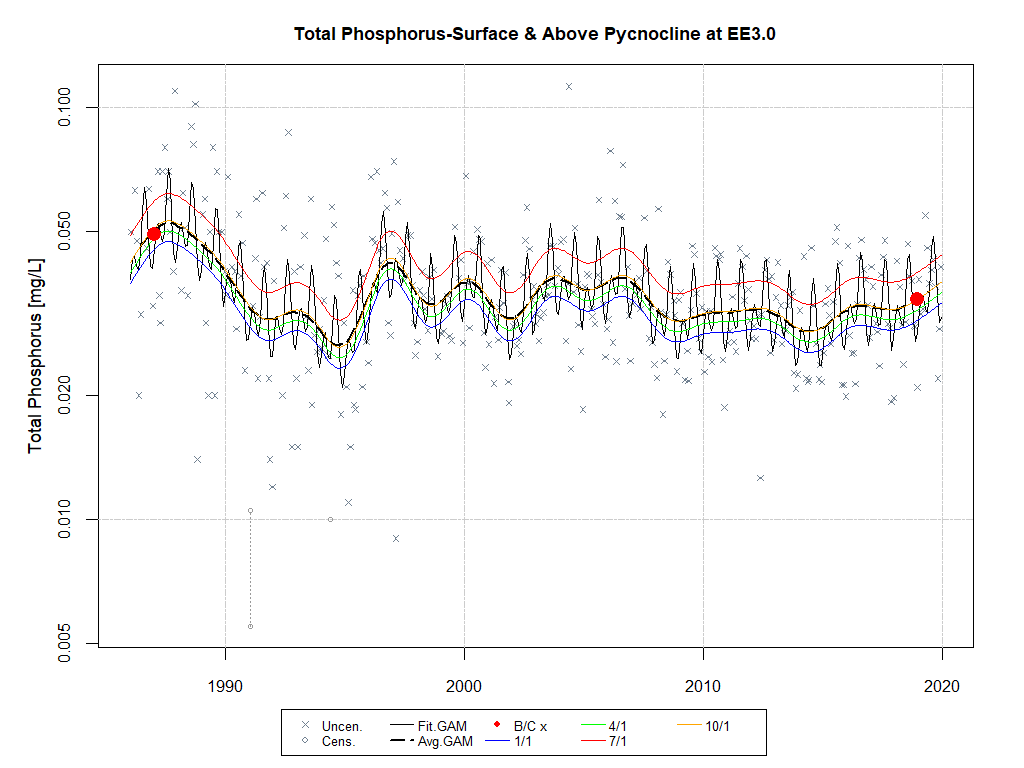 Total Phosphorus-Surface & Above Pycnocline at EE3.0
Total Phosphorus [mg/L]
0.100
0.050
0.020
0.010
0.005
1990 2000 2010 2020
Uncen. Fit.GAM B/C x 4/1 10/1
Cens. Avg.GAM 1/1 7/1